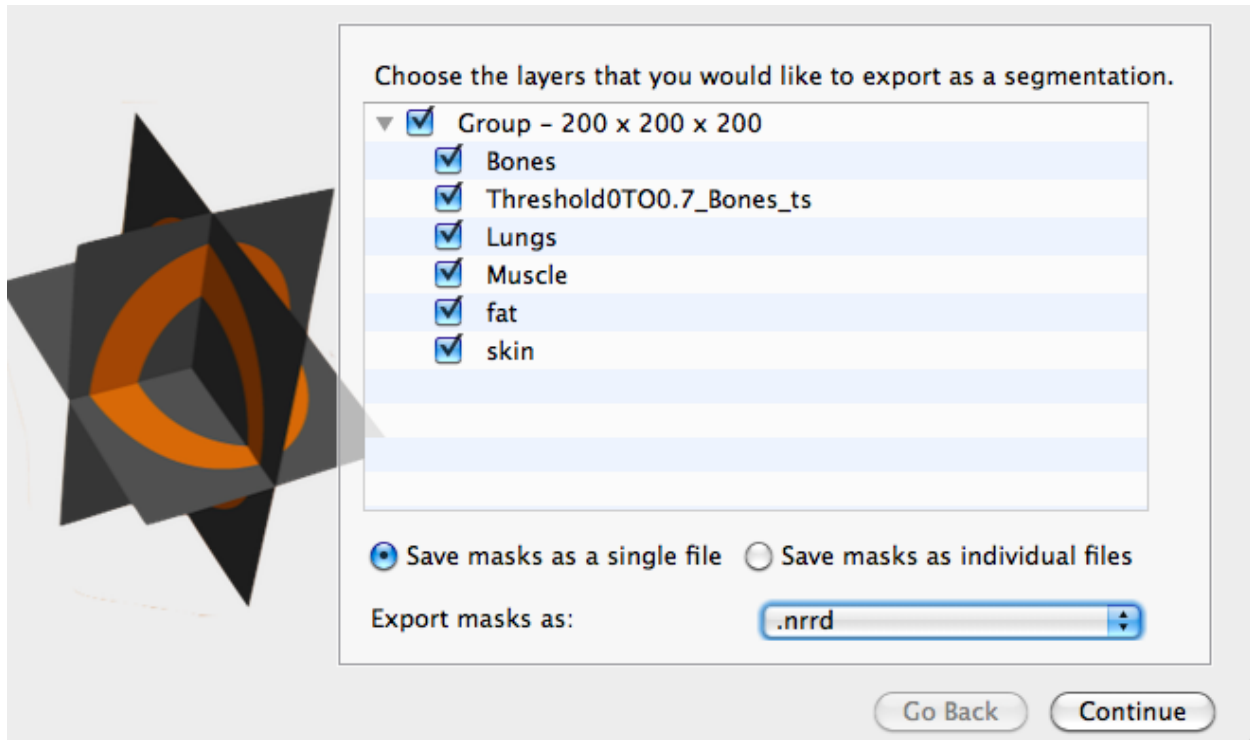 Choose the layers that you would like to export as a segmentation.
Group – 200 x 200 x 200
Bones
Threshold0TO0.7_Bones_ts
Lungs
Muscle
fat
skin
Save masks as a single file Save masks as individual files
Export masks as: .nrrd
Go Back Continue